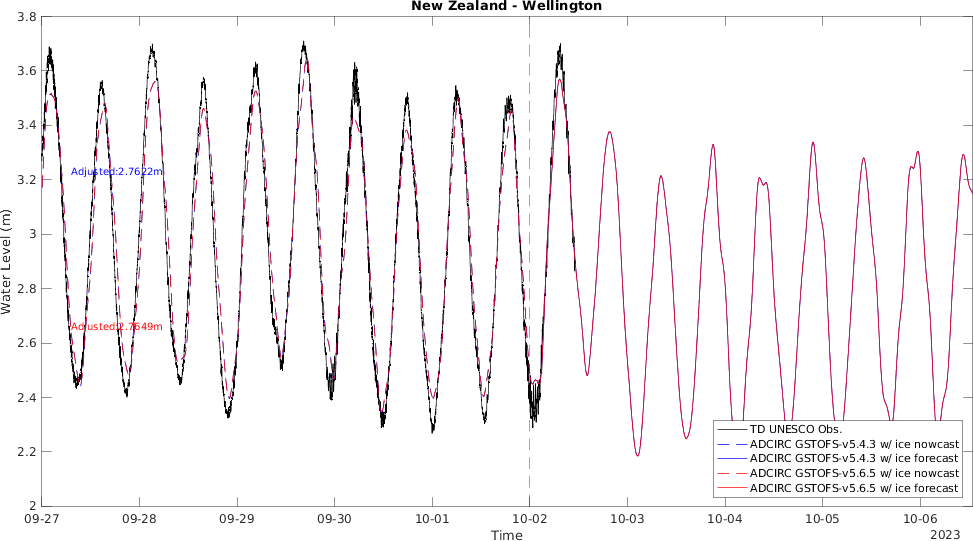 New Zealand - Wellington
3.8
3.6
3.4
3.2
3
2.8
2.6
2.4
2.2
2
Water Level (m)
Adjusted:2.7622m
Adjusted:2.7649m
TD UNESCO Obs.
ADCIRC GSTOFS-v5.4.3 w/ ice nowcast
ADCIRC GSTOFS-v5.4.3 w/ ice forecast
ADCIRC GSTOFS-v5.6.5 w/ ice nowcast
ADCIRC GSTOFS-v5.6.5 w/ ice forecast
09-27 09-28 09-29 09-30 10-01 10-02 10-03 10-04 10-05 10-06
Time
2023